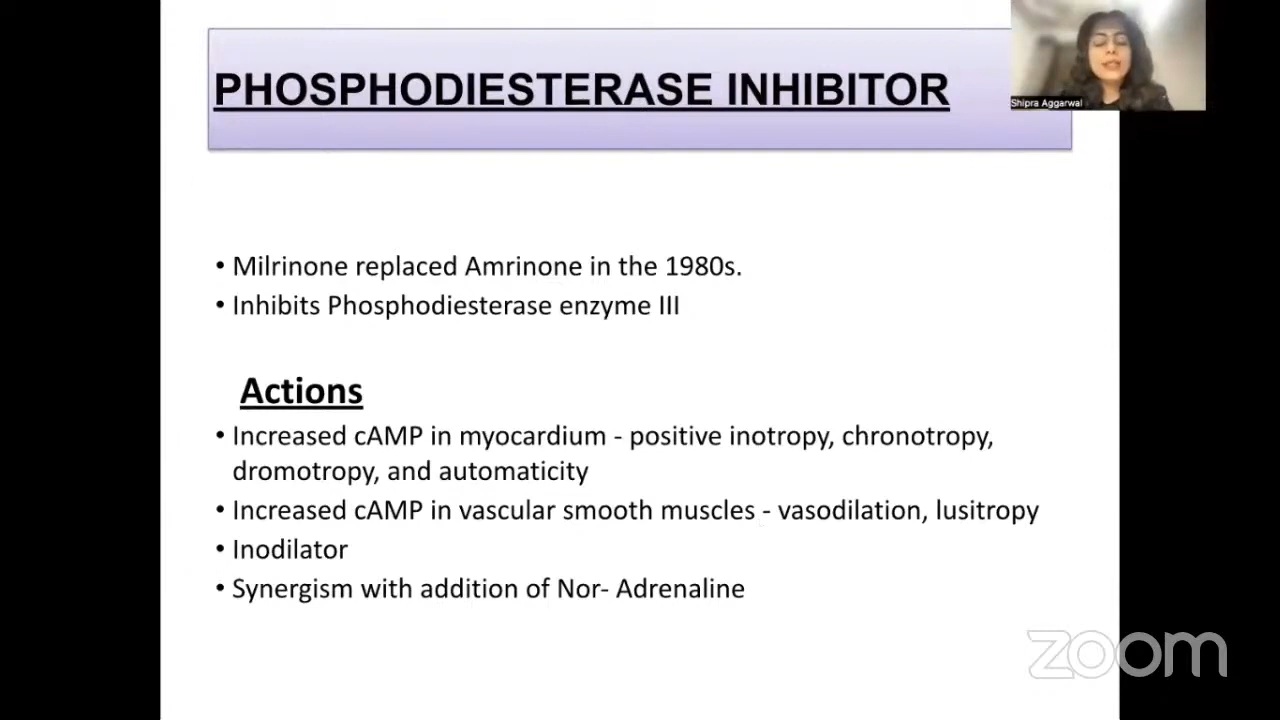 PHOSPHODIESTERASE INHIBITOR
Shipra Aggarwal
• Milrinone replaced Amrinone in the 1980s.
• Inhibits Phosphodiesterase enzyme III
Actions
• Increased cAMP in myocardium - positive inotropy, chronotropy,
dromotropy, and automaticity
• Increased cAMP in vascular smooth muscles - vasodilation, lusitropy
• Inodilator
• Synergism with addition of Nor- Adrenaline
zoom